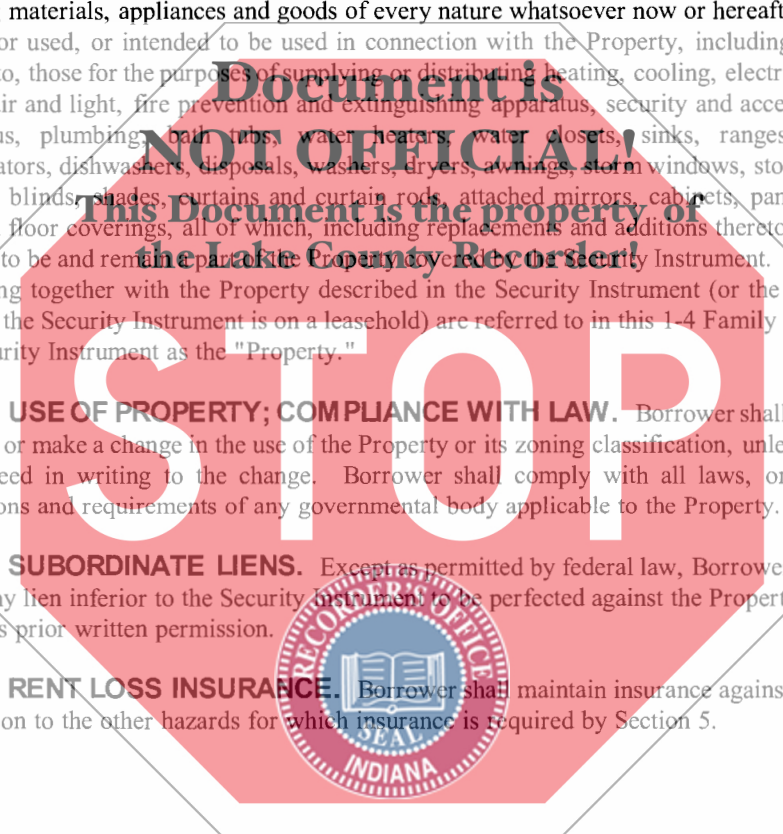 materials, appliances and goods of every nature whatsoever now or hereaft
or used, or intended to be used in connection with the Property, including
to, those for the purposes of supplying or distributing heating, cooling, electr
ir and light, fire prevention and extinguishing apparatus, security and acce
us, plumbing, bath tubs, water heaters, water closets, sinks, ranges
ators, dishwashers, disposals, washers, dryers, awnings, storm windows, sto
blinds, shades, curtains and curtain rods, attached mirrors, cabinets, pan
floor coverings, all of which, including replacements and additions thereto
to be and remain a part of the Property covered by the Security Instrument.
ng together with the Property described in the Security Instrument (or the
the Security Instrument is on a leasehold) are referred to in this 1-4 Family
urity Instrument as the "Property."
Document is
NOT OFFICIAL!
This Document is the property of
the Lake County Recorder!
STOP
USE OF PROPERTY; COMPLIANCE WITH LAW. Borrower shall
or make a change in the use of the Property or its zoning classification, unle
eed in writing to the change. Borrower shall comply with all laws, or
ons and requirements of any governmental body applicable to the Property.
SUBORDINATE LIENS. Except as permitted by federal law, Borrowe
ny lien inferior to the Security Instrument to be perfected against the Propert
s prior written permission.
RENT LOSS INSURANCE. Borrower shall maintain insurance agains
on to the other hazards for which insurance is required by Section 5.
RECORDER'S OFFICE
SEAL
INDIANA